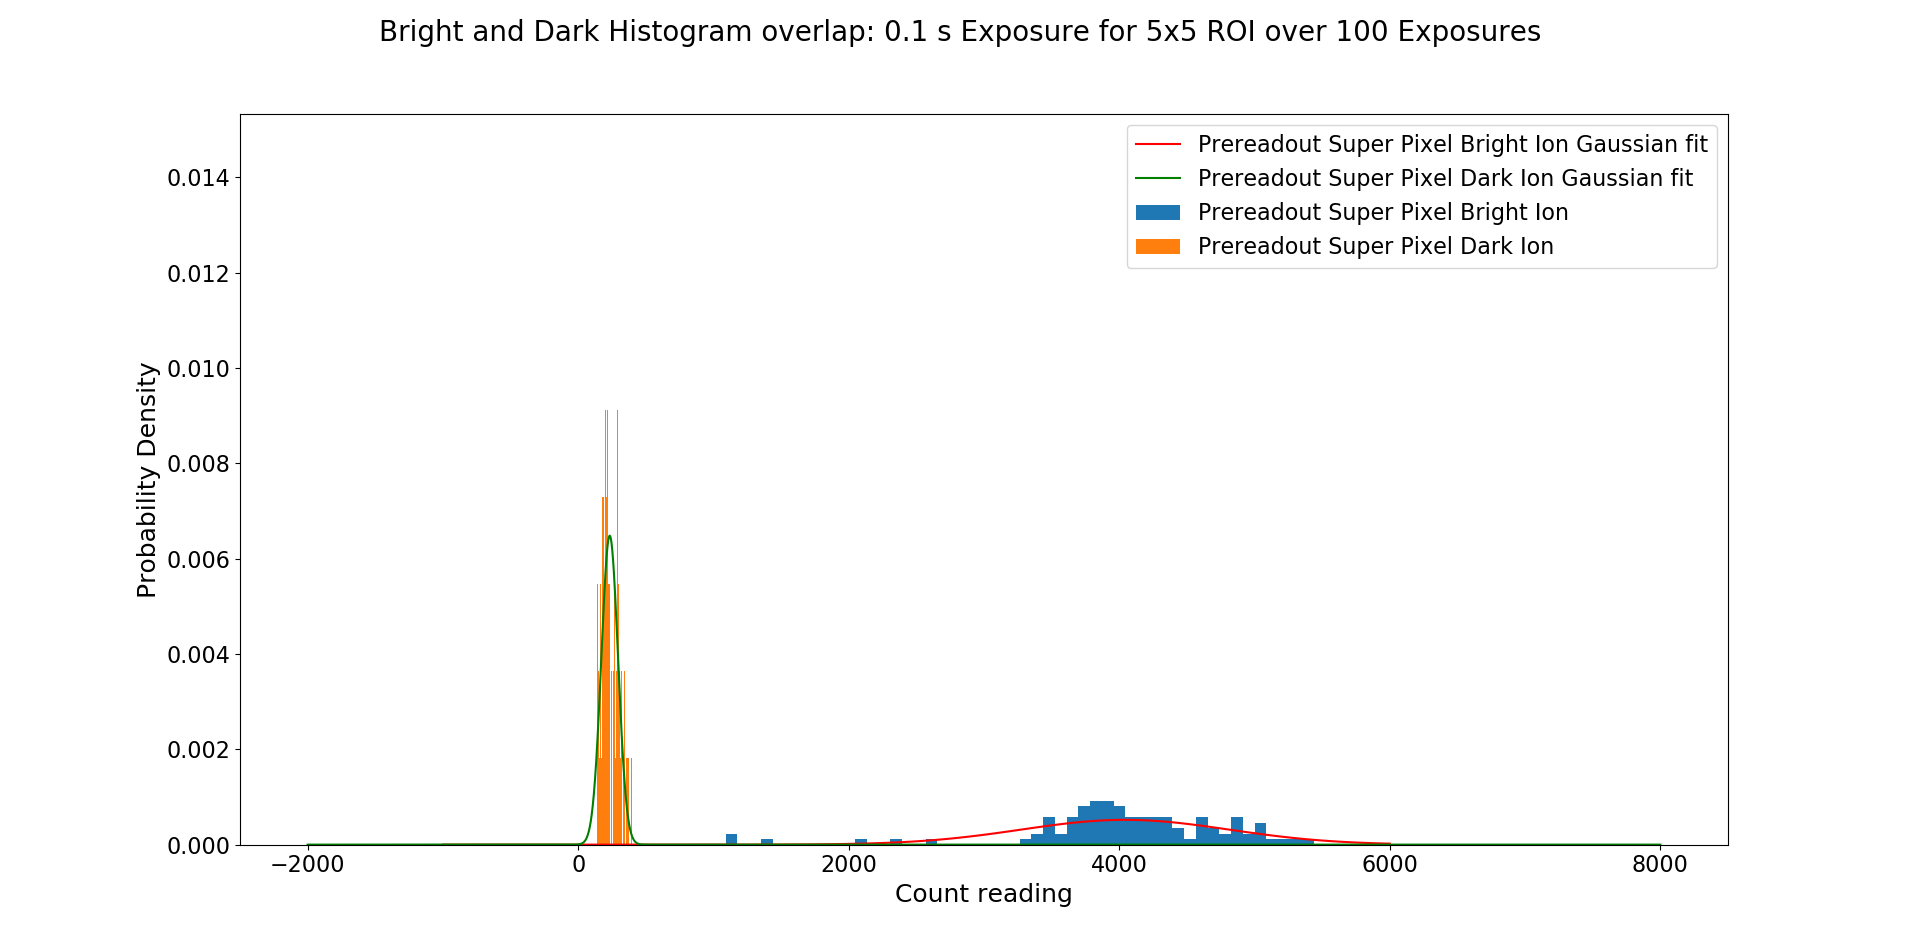 Bright and Dark Histogram overlap: 0.1 s Exposure for 5x5 ROI over 100 Exposures
Prereadout Super Pixel Bright Ion Gaussian fit
Prereadout Super Pixel Dark Ion Gaussian fit
Prereadout Super Pixel Bright Ion
Prereadout Super Pixel Dark Ion
Probability Density
0.014
0.012
0.010
0.008
0.006
0.004
0.002
0.000
−2000 0 2000 4000 6000 8000
Count reading